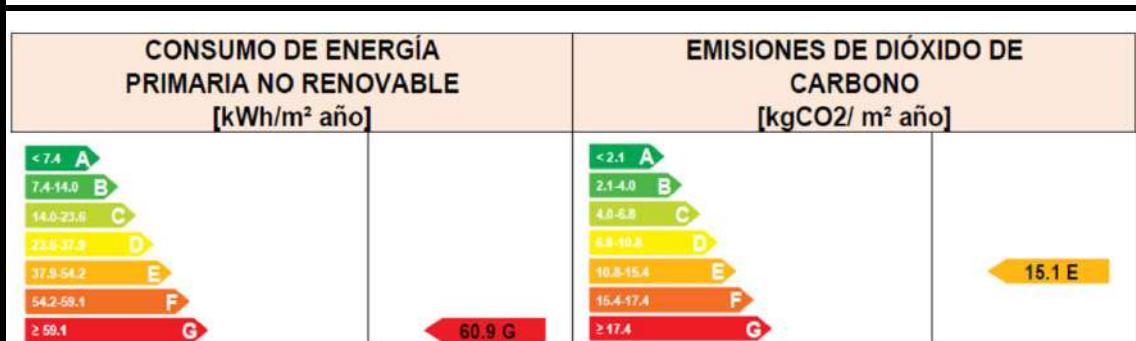 CONSUMO DE ENERGÍA
PRIMARIA NO RENOVABLE
[kWh/m² año]
EMISIONES DE DIÓXIDO DE
CARBONO
[kgCO2/ m² año]
< 7.4 A
7.4-14.0 B
14.0-23.6 C
23.6-37.9 D
37.9-54.2 E
54.2-59.1 F
≥ 59.1 G
60.9 G
< 2.1 A
2.1-4.0 B
4.0-6.8 C
6.8-10.8 D
10.8-15.4 E
15.4-17.4 F
≥ 17.4 G
15.1 E